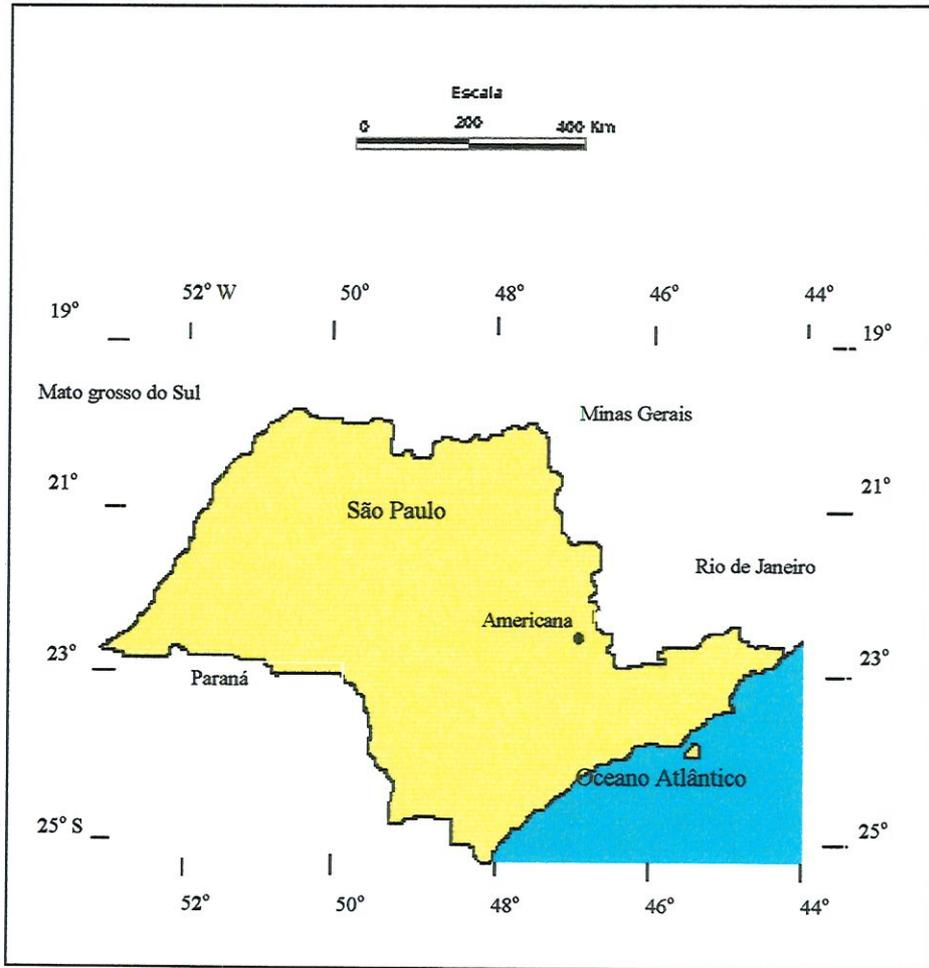 Escala
0 200 400 Km
52° W 50° 48° 46° 44°
19° 19°
Mato grosso do Sul
Minas Gerais
21° 21°
São Paulo
Rio de Janeiro
Americana
23° 23°
Paraná
Oceano Atlântico
25° S 25°
52° 50° 48° 46° 44°